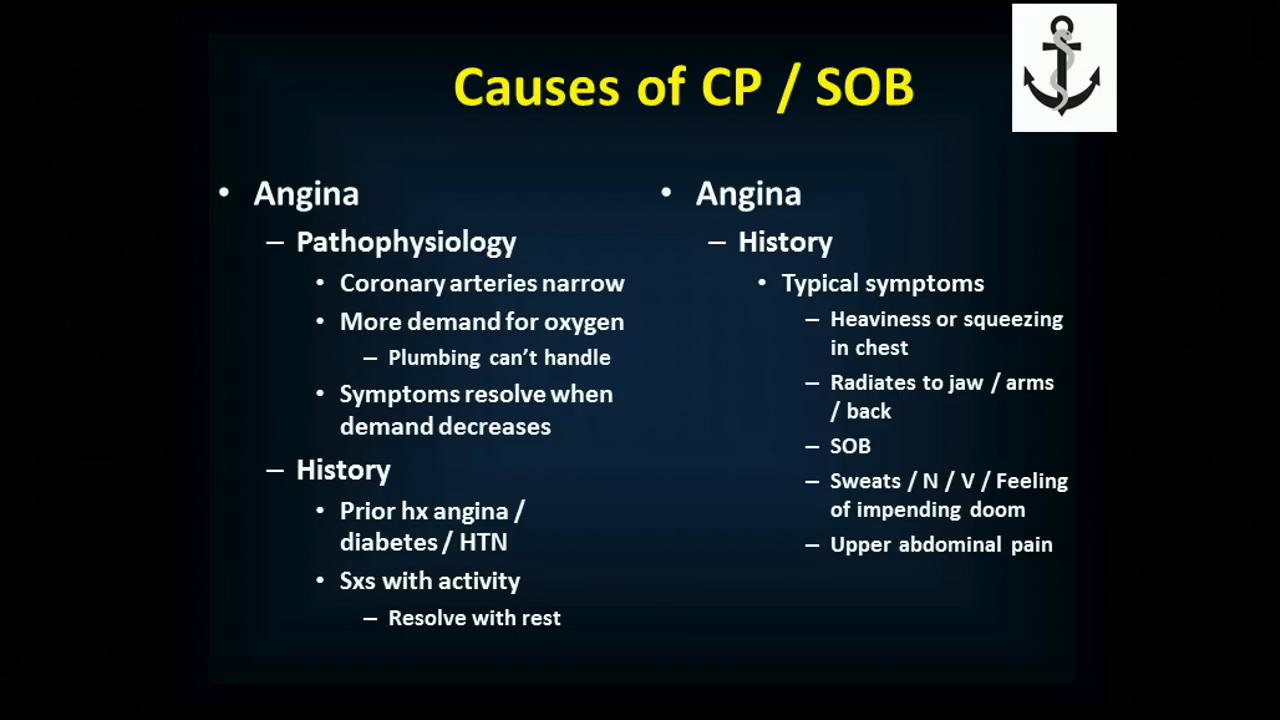 Causes of CP / SOB
• Angina
– Pathophysiology
• Coronary arteries narrow
• More demand for oxygen
– Plumbing can’t handle
• Symptoms resolve when
demand decreases
– History
• Prior hx angina /
diabetes / HTN
• Sxs with activity
– Resolve with rest
• Angina
– History
• Typical symptoms
– Heaviness or squeezing
in chest
– Radiates to jaw / arms
/ back
– SOB
– Sweats / N / V / Feeling
of impending doom
– Upper abdominal pain